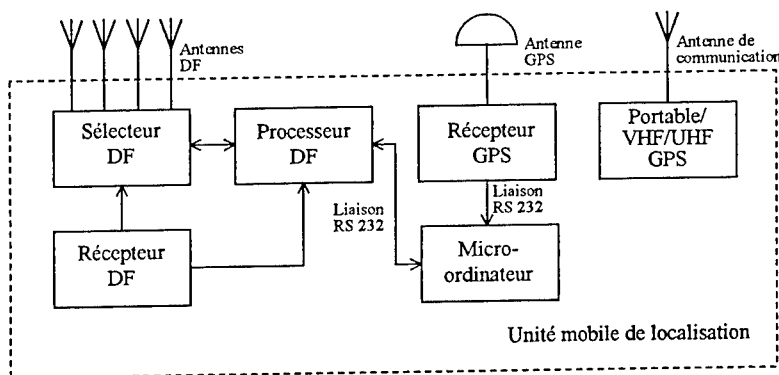 Antennes
DF
Antenne
GPS
Antenne de
communication
Sélecteur
DF
Processeur
DF
Récepteur
GPS
Portable/
VHF/UHF
GPS
Liaison
RS 232
Liaison
RS 232
Récepteur
DF
Micro-
ordinateur
Unité mobile de localisation